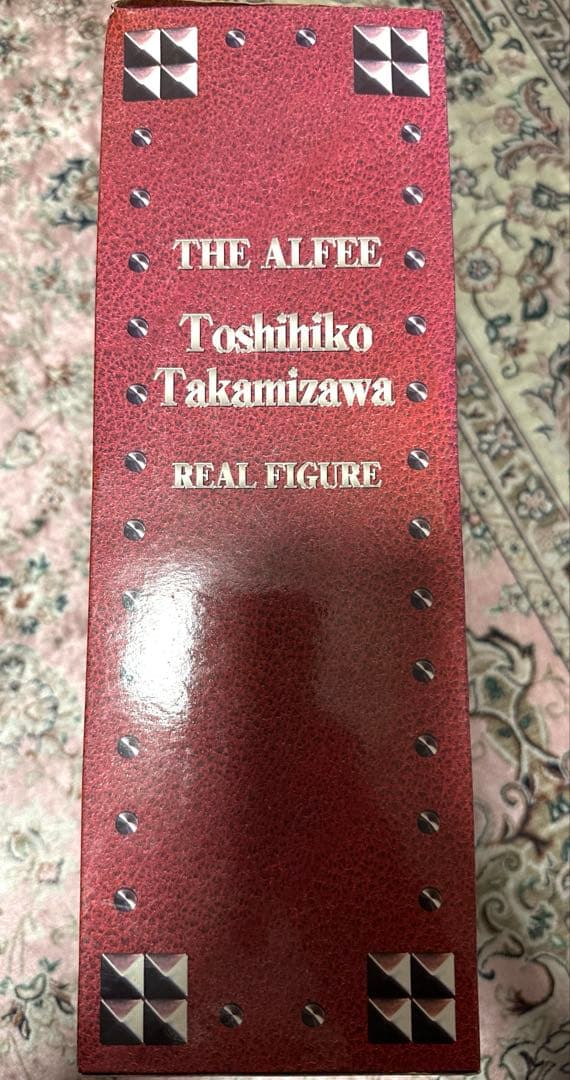 THE ALFEE
Toshihiko
Takamizawa
REAL FIGURE